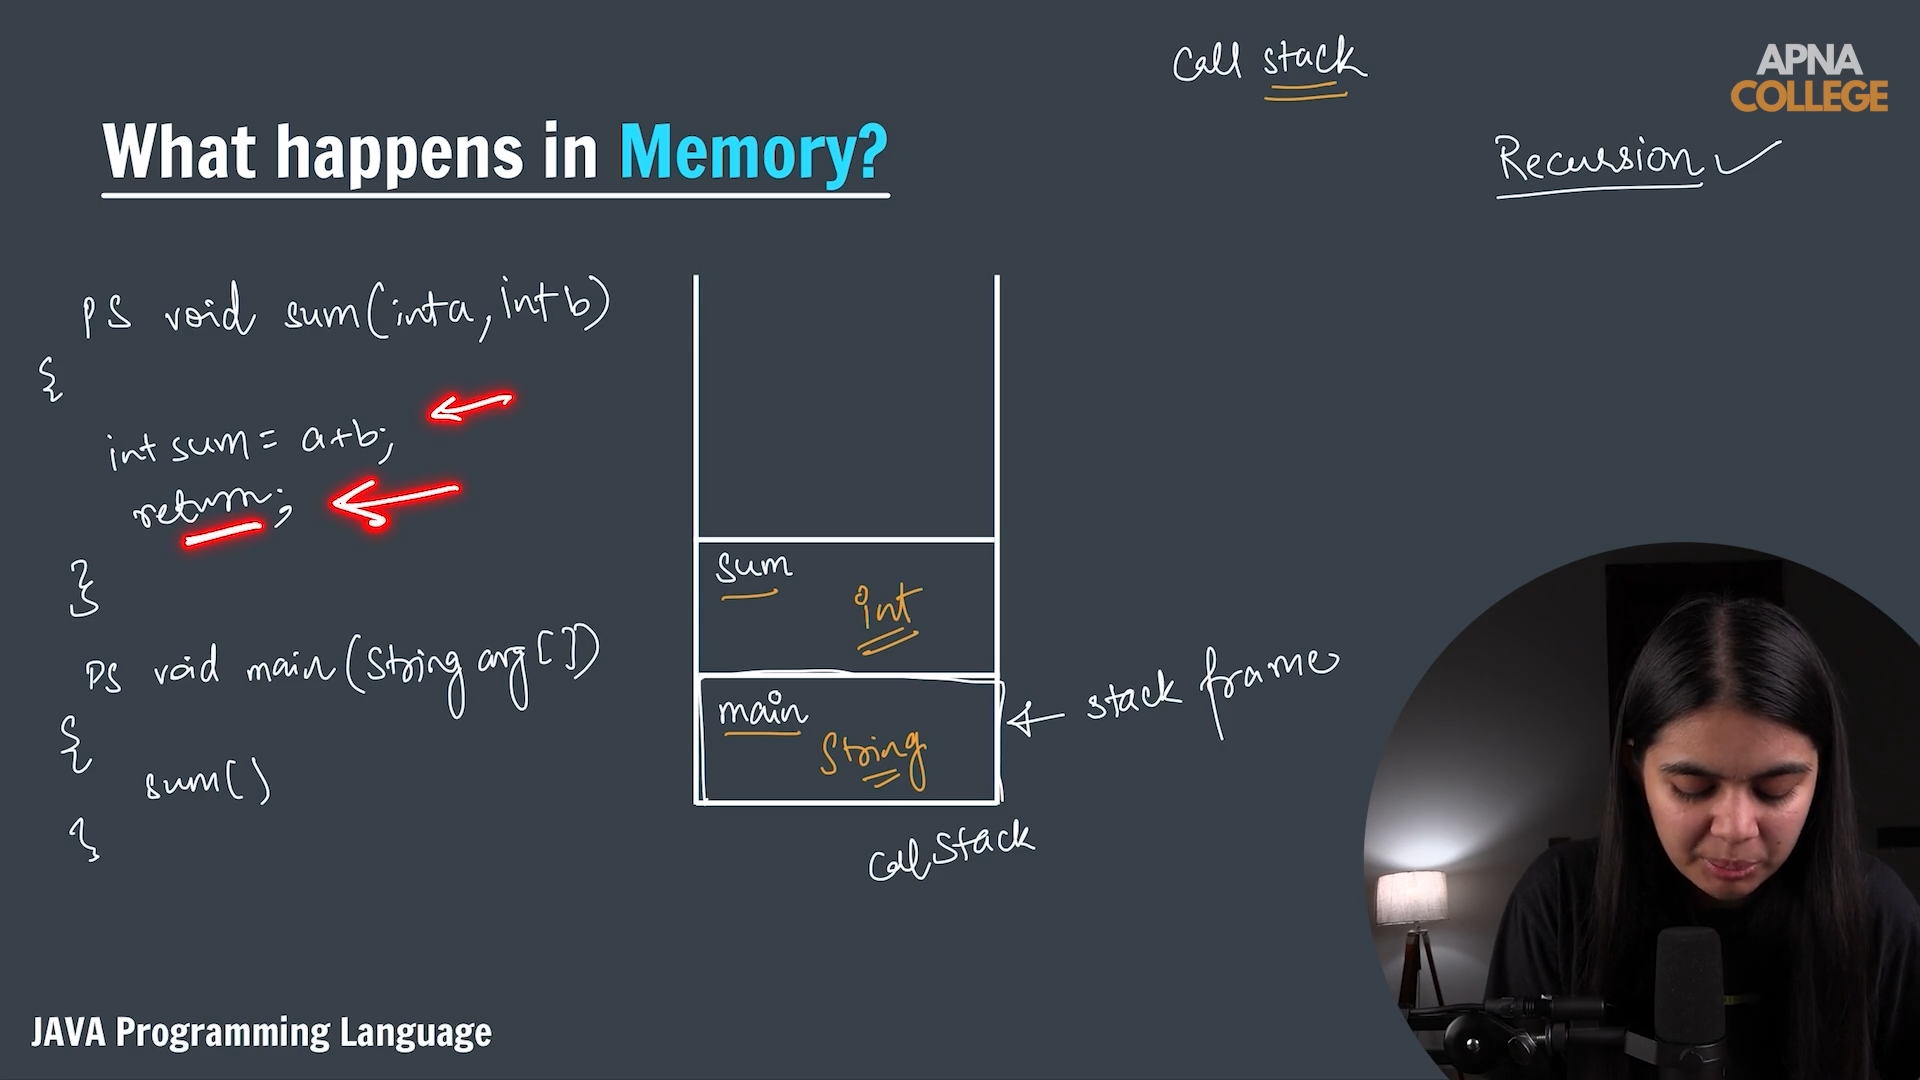 Call stack
APNA
COLLEGE
What happens in Memory?
Recursion ✓
PS void sum(int a, int b)
{
int sum = a+b;
return;
}
PS void main(String arg[])
{
sum()
}
sum
int
main
String
stack frame
Call Stack
JAVA Programming Language